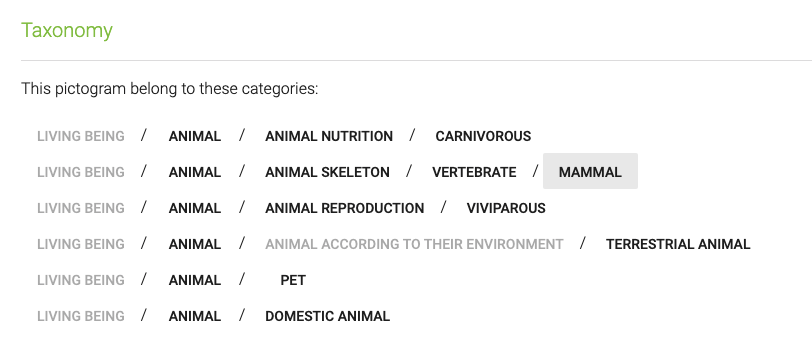 Taxonomy
This pictogram belong to these categories:
LIVING BEING / ANIMAL / ANIMAL NUTRITION / CARNIVOROUS
LIVING BEING / ANIMAL / ANIMAL SKELETON / VERTEBRATE / MAMMAL
LIVING BEING / ANIMAL / ANIMAL REPRODUCTION / VIVIPAROUS
LIVING BEING / ANIMAL / ANIMAL ACCORDING TO THEIR ENVIRONMENT / TERRESTRIAL ANIMAL
LIVING BEING / ANIMAL / PET
LIVING BEING / ANIMAL / DOMESTIC ANIMAL